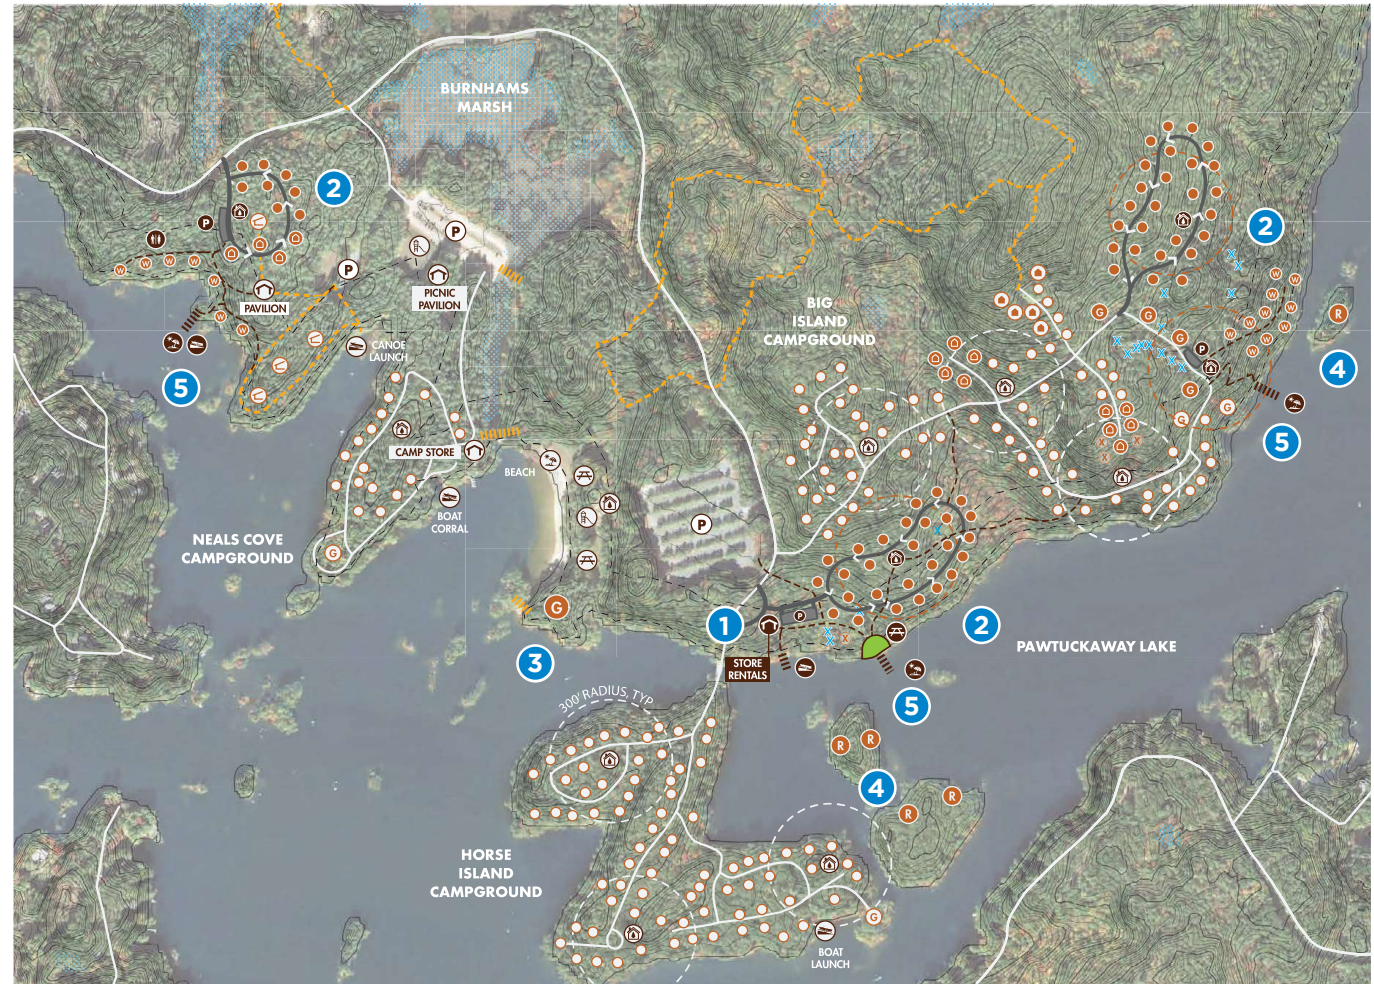 BURNHAMS
MARSH
2
P
P
P
PAVILION
PICNIC
PAVILION
W
W
W
W
W
W
W
W
CANOE
LAUNCH
5
2
R
4
G
G
G
P
G
G
G
W
W
W
W
W
W
W
W
W
W
W
X
X
X
X
X
X
5
BIG
ISLAND
CAMPGROUND
CAMP STORE
BEACH
BOAT
CORRAL
P
NEALS COVE
CAMPGROUND
G
G
3
1
P
STORE
RENTALS
2
5
PAWTUCKAWAY LAKE
300' RADIUS, TYP
R
R
4
R
R
HORSE
ISLAND
CAMPGROUND
G
BOAT
LAUNCH